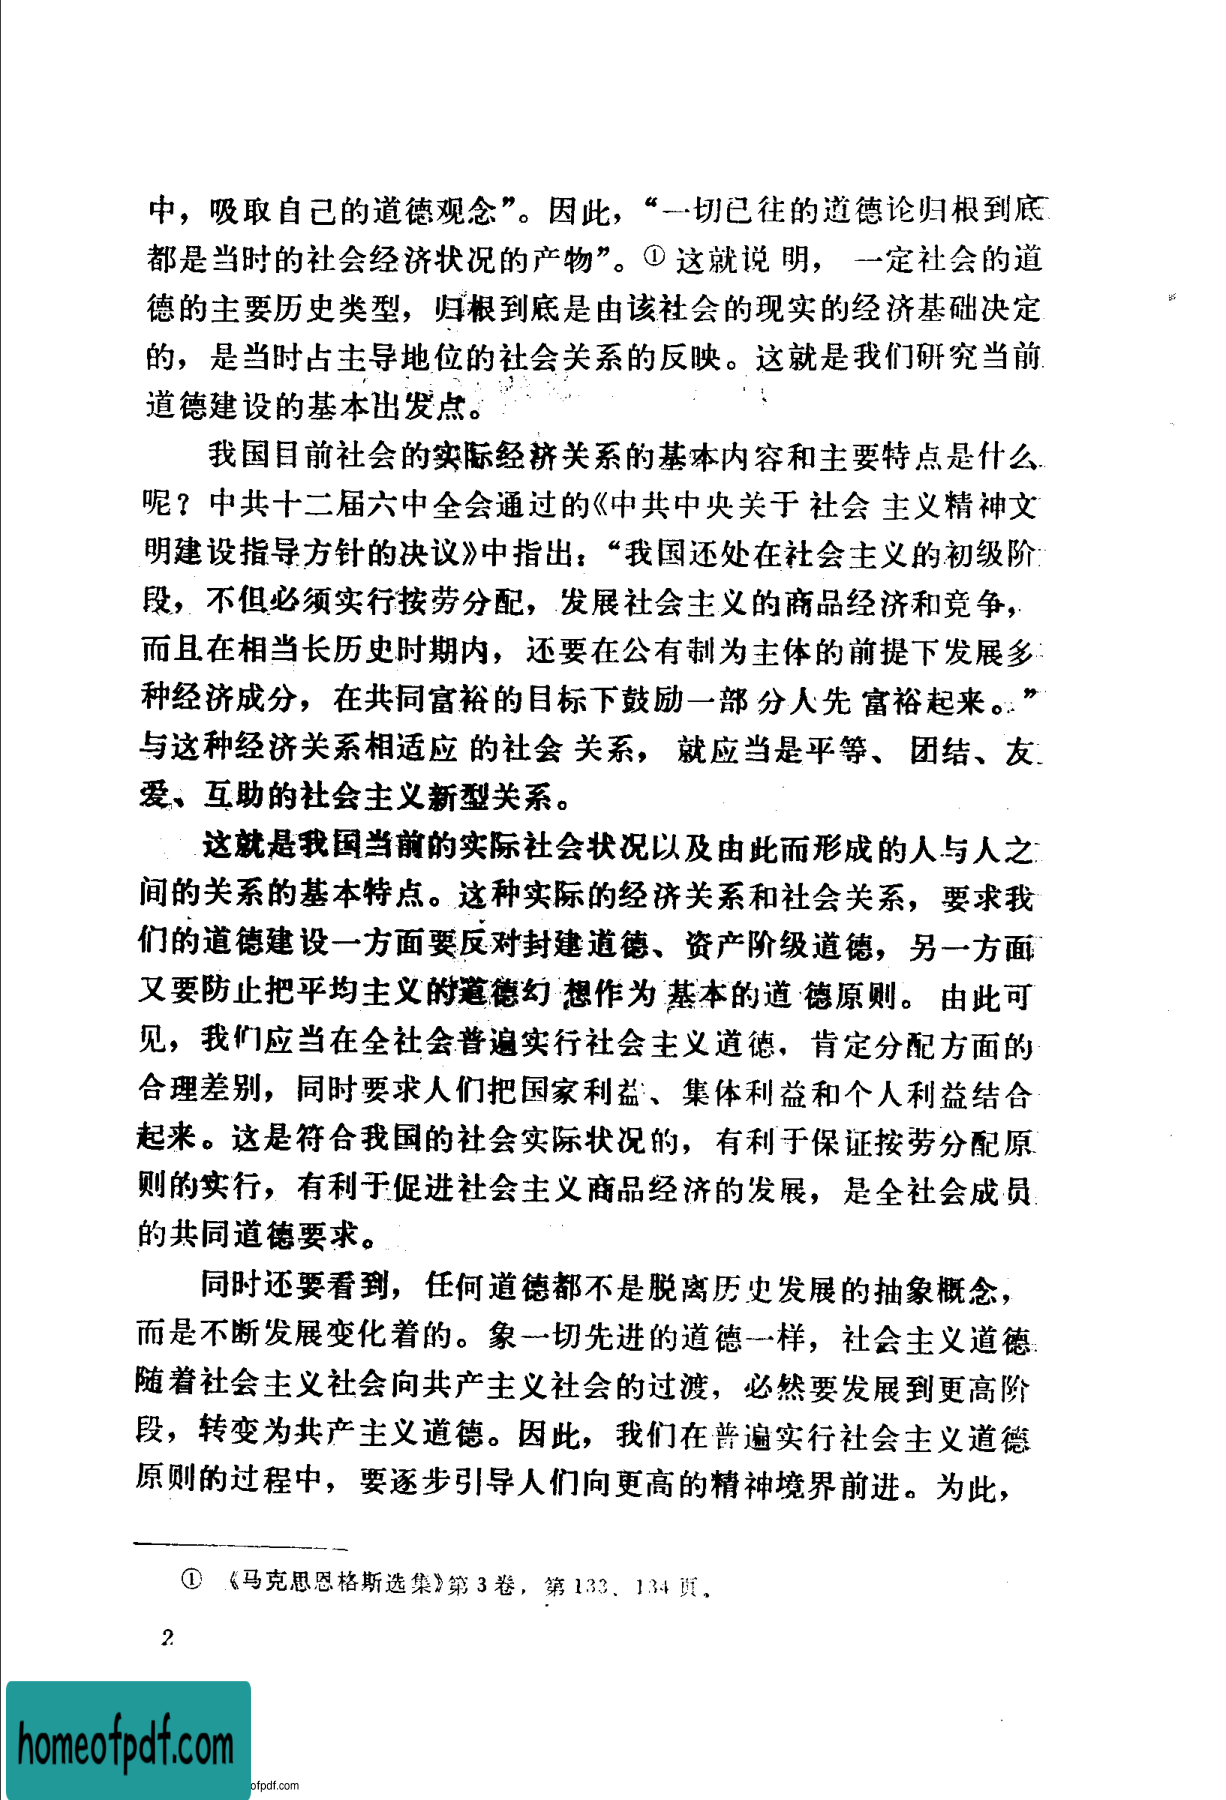 中，吸取自己的道德观念”。因此，“一切已往的道德论归根到底
都是当时的社会经济状况的产物”。①这就说明，一定社会的道
德的主要历史类型，归根到底是由该社会的现实的经济基础决定
的，是当时占主导地位的社会关系的反映。这就是我们研究当前
道德建设的基本出发点。
我国目前社会的实际经济关系的基本内容和主要特点是什么
呢？中共十二届六中全会通过的《中共中央关于社会主义精神文
明建设指导方针的决议》中指出：“我国还处在社会主义的初级阶
段，不但必须实行按劳分配，发展社会主义的商品经济和竞争，
而且在相当长历史时期内，还要在公有制为主体的前提下发展多
种经济成分，在共同富裕的目标下鼓励一部分人先富裕起来。”
与这种经济关系相适应的社会关系，就应当是平等、团结、友
爱、互助的社会主义新型关系。
这就是我国当前的实际社会状况以及由此而形成的人与人之
间的关系的基本特点。这种实际的经济关系和社会关系，要求我
们的道德建设一方面要反对封建道德、资产阶级道德，另一方面
又要防止把平均主义的道德幻想作为基本的道德原则。由此可
见，我们应当在全社会普遍实行社会主义道德，肯定分配方面的
合理差别，同时要求人们把国家利益、集体利益和个人利益结合
起来。这是符合我国的社会实际状况的，有利于保证按劳分配原
则的实行，有利于促进社会主义商品经济的发展，是全社会成员
的共同道德要求。
同时还要看到，任何道德都不是脱离历史发展的抽象概念，
而是不断发展变化着的。象一切先进的道德一样，社会主义道德
随着社会主义社会向共产主义社会的过渡，必然要发展到更高阶
段，转变为共产主义道德。因此，我们在普遍实行社会主义道德
原则的过程中，要逐步引导人们向更高的精神境界前进。为此，
①《马克思恩格斯选集》第3卷，第133、134页。
2
homeofpdf.com
ofpdf.com